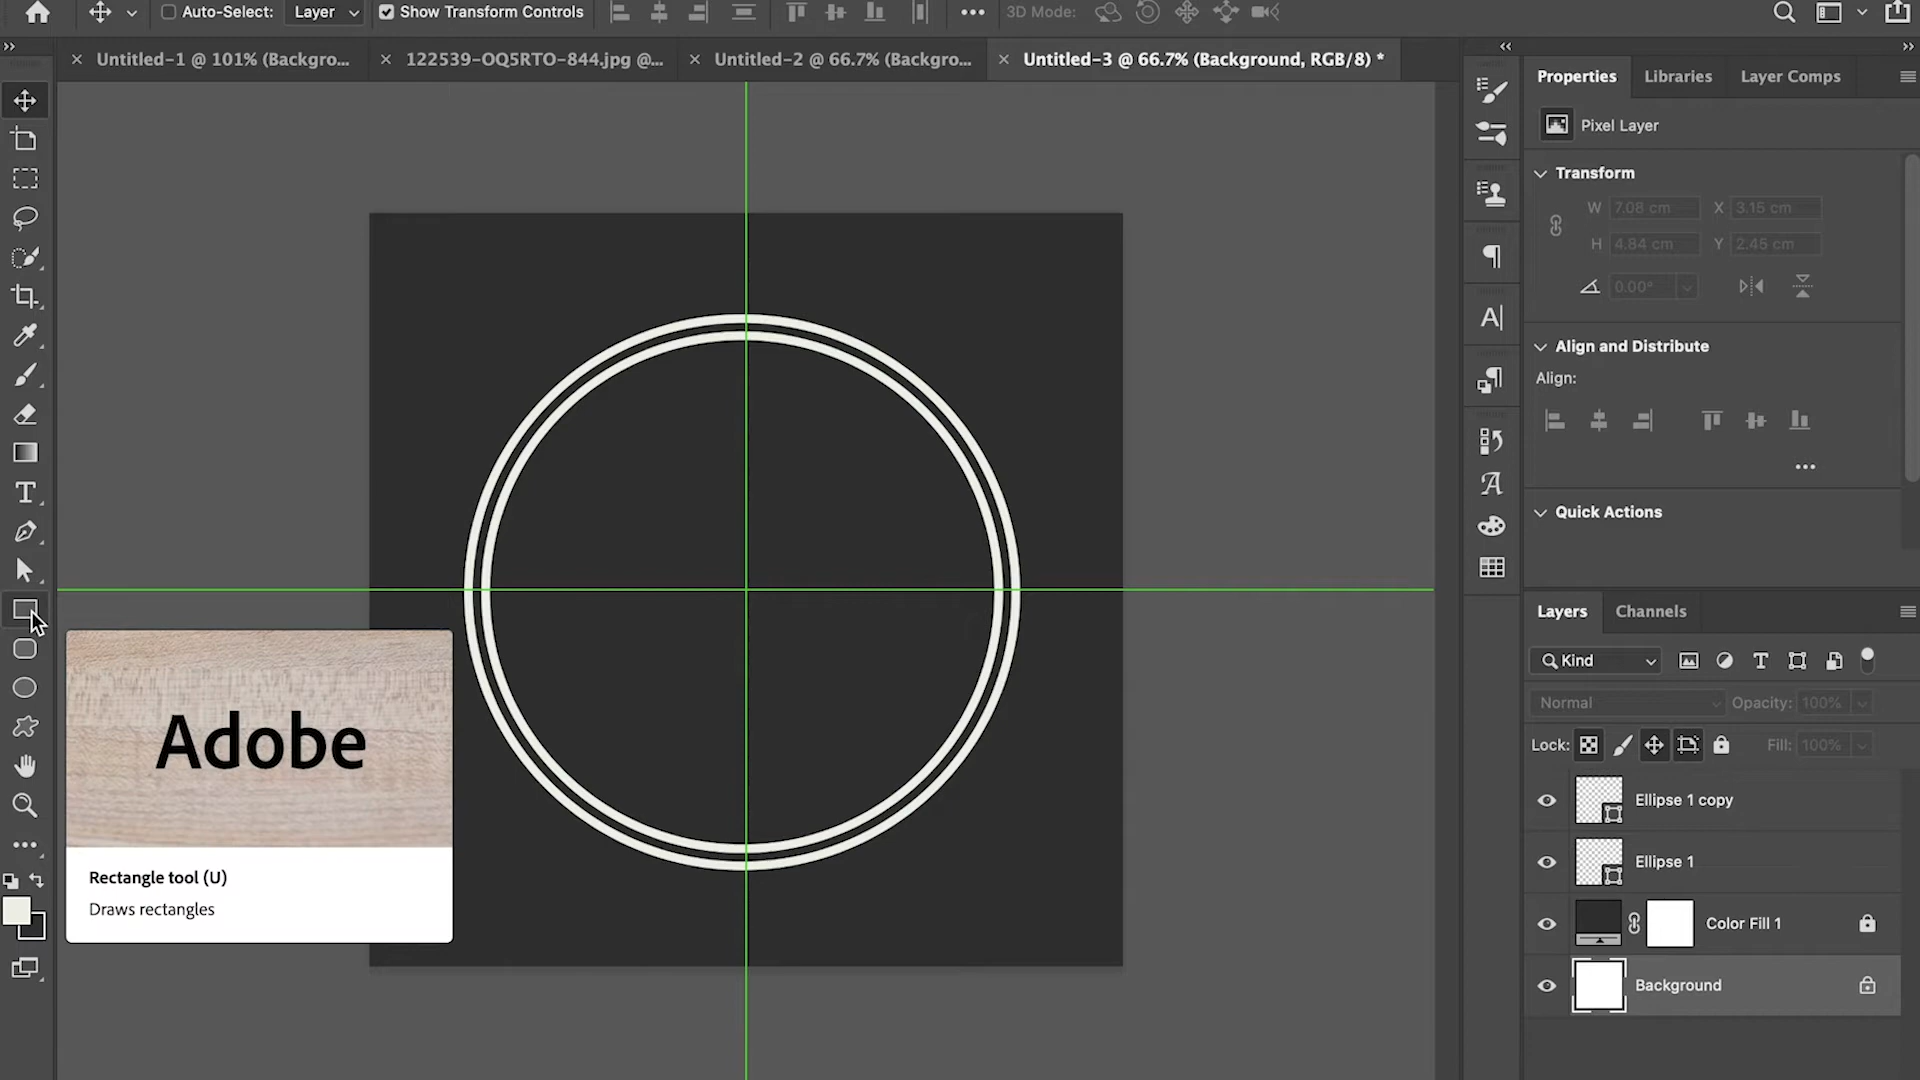 Auto-Select:
Layer
Show Transform Controls
3D Mode:
Untitled-1 @ 101% (Backgro...
122539-OQ5RTO-844.jpg @...
Untitled-2 @ 66.7% (Backgro...
Untitled-3 @ 66.7% (Background, RGB/8) *
Properties
Libraries
Layer Comps
Pixel Layer
Transform
W 7.08 cm X 3.15 cm
H 4.84 cm Y 2.45 cm
0.00°
Align and Distribute
Align:
Quick Actions
Adobe
Rectangle tool (U)
Draws rectangles
Layers
Channels
Kind
Normal
Opacity: 100%
Lock:
Fill: 100%
Ellipse 1 copy
Ellipse 1
Color Fill 1
Background